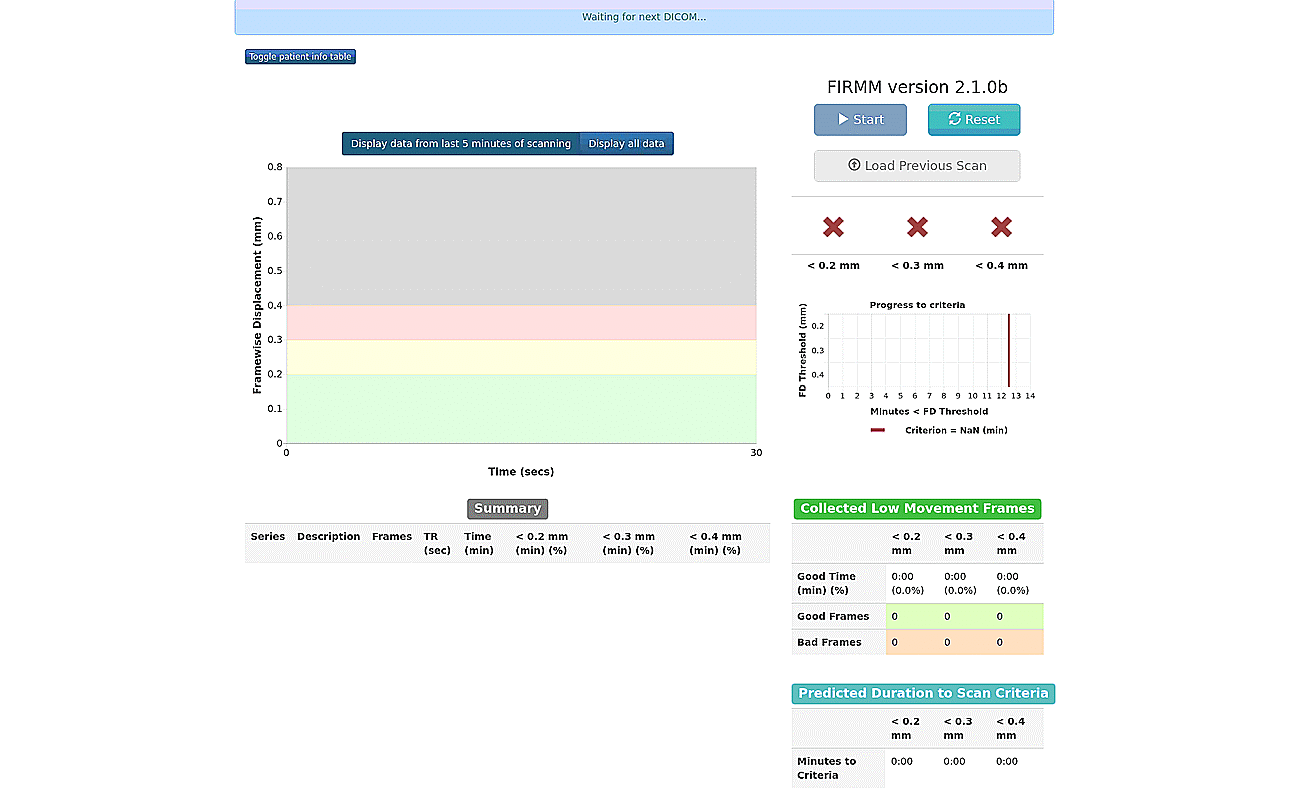 Waiting for next DICOM...
Toggle patient info table
FIRMM version 2.1.0b
Start
Reset
Load Previous Scan
< 0.2 mm
< 0.3 mm
< 0.4 mm
Display data from last 5 minutes of scanning
Display all data
Framewise Displacement (mm)
0.8
0.7
0.6
0.5
0.4
0.3
0.2
0.1
0
0
30
Time (secs)
Progress to criteria
FD Threshold (mm)
0.2
0.3
0.4
0 1 2 3 4 5 6 7 8 9 10 11 12 13 14
Minutes < FD Threshold
Criterion = NaN (min)
Summary
Series Description Frames TR (sec) Time (min) < 0.2 mm (min) (%) < 0.3 mm (min) (%) < 0.4 mm (min) (%)
Collected Low Movement Frames
< 0.2 mm < 0.3 mm < 0.4 mm
Good Time (min) (%) 0:00 (0.0%) 0:00 (0.0%) 0:00 (0.0%)
Good Frames 0 0 0
Bad Frames 0 0 0
Predicted Duration to Scan Criteria
< 0.2 mm < 0.3 mm < 0.4 mm
Minutes to Criteria 0:00 0:00 0:00